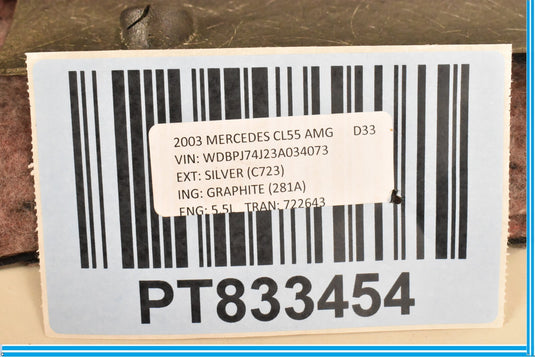 2003 MERCEDES CL55 AMG D33
VIN: WDBPJ74J23A034073
EXT: SILVER (C723)
ING: GRAPHITE (281A)
ENG: 5.5L TRAN: 722643
PT833454